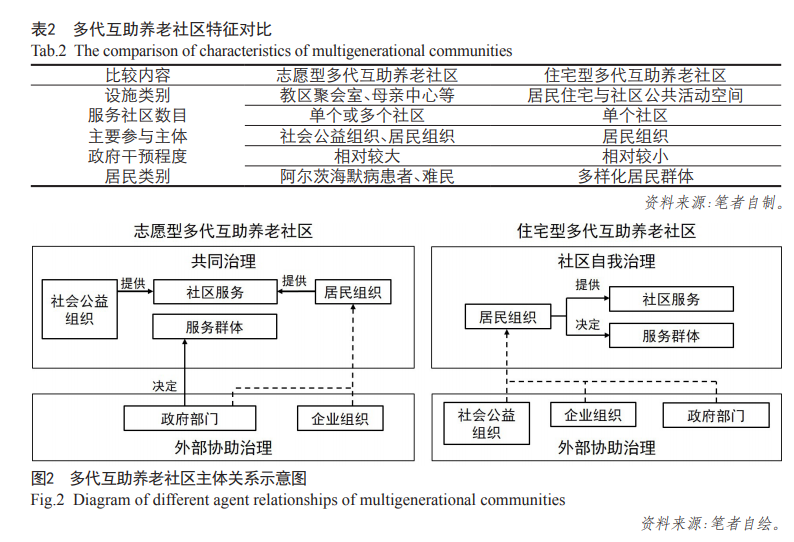 表2 多代互助养老社区特征对比
Tab.2 The comparison of characteristics of multigenerational communities
比较内容 志愿型多代互助养老社区 住宅型多代互助养老社区
设施类别 教区聚会室、母亲中心等 居民住宅与社区公共活动空间
服务社区数目 单个或多个社区 单个社区
主要参与主体 社会公益组织、居民组织 居民组织
政府干预程度 相对较大 相对较小
居民类别 阿尔茨海默病患者、难民 多样化居民群体
资料来源:笔者自制。
志愿型多代互助养老社区
共同治理
社会公益
组织
提供
社区服务
提供
居民组织
服务群体
决定
政府部门
企业组织
外部协助治理
住宅型多代互助养老社区
社区自我治理
居民组织
提供
社区服务
决定
服务群体
社会公益
组织
企业组织
政府部门
外部协助治理
图2 多代互助养老社区主体关系示意图
Fig.2 Diagram of different agent relationships of multigenerational communities
资料来源:笔者自绘。